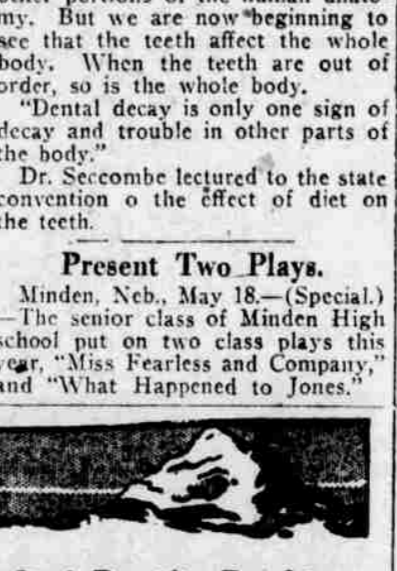 my. But we are now beginning to
see that the teeth affect the whole
body. When the teeth are out of
order, so is the whole body.
"Dental decay is only one sign of
decay and trouble in other parts of
the body."
Dr. Seccombe lectured to the state
convention o the effect of diet on
the teeth.
Present Two Plays.
Minden, Neb., May 18.—(Special.)
—The senior class of Minden High
school put on two class plays this
year, "Miss Fearless and Company,"
and "What Happened to Jones."